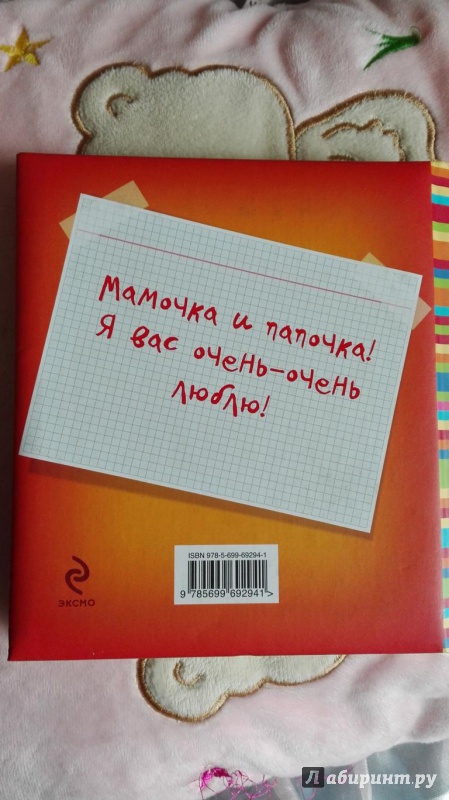 Мамочка и папочка!
Я вас очень-очень
люблю!
ISBN 978-5-699-69294-1
9 785699 692941 >
ЭКСМО
Лабиринт.ру